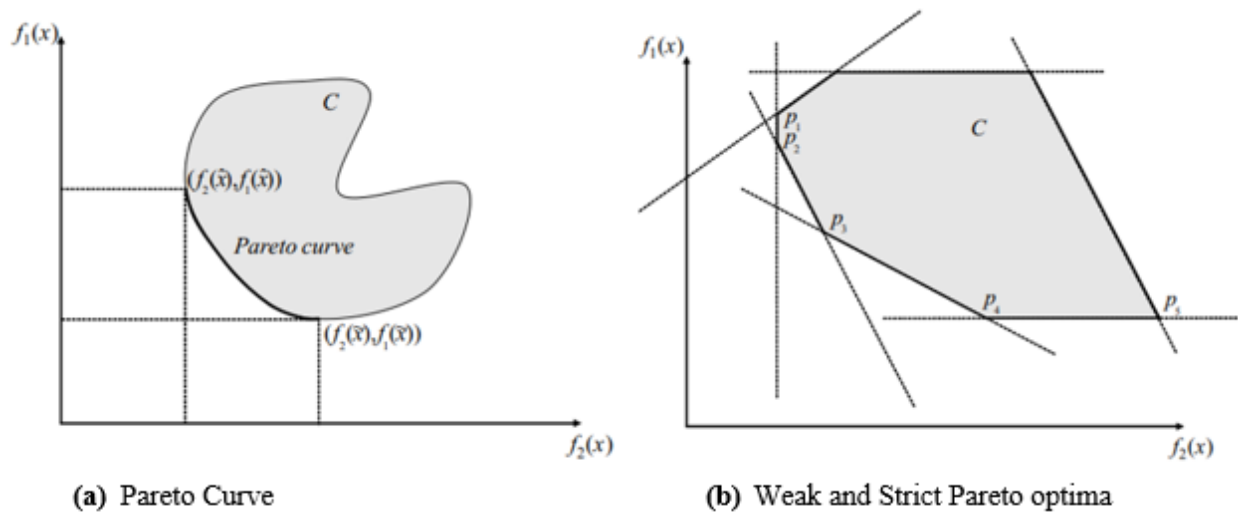 f₁(x)
C
(f₂(x̂),f₁(x̂))
Pareto curve
(f₂(x̃),f₁(x̃))
f₂(x)
(a) Pareto Curve
f₁(x)
p₁
C
p₂
p₃
p₄
p₅
f₂(x)
(b) Weak and Strict Pareto optima